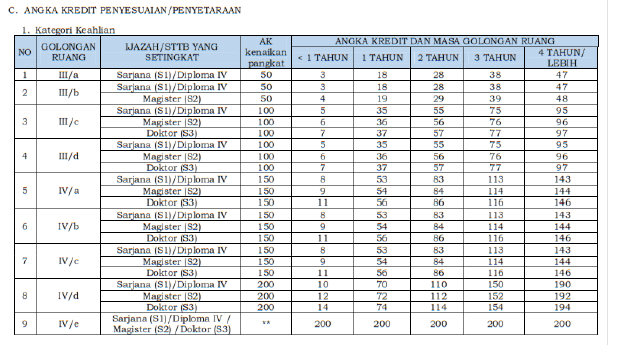 C. ANGKA KREDIT PENYESUAIAN/PENYETARAAN
1. Kategori Keahlian
NO GOLONGAN RUANG IJAZAH/STTB YANG SETINGKAT AK kenaikan pangkat ANGKA KREDIT DAN MASA GOLONGAN RUANG
< 1 TAHUN 1 TAHUN 2 TAHUN 3 TAHUN 4 TAHUN/ LEBIH
1 III/a Sarjana (S1)/Diploma IV 50 3 18 28 38 47
2 III/b Sarjana (S1)/Diploma IV 50 3 18 28 38 47
Magister (S2) 50 4 19 29 39 48
3 III/c Sarjana (S1)/Diploma IV 100 5 35 55 75 95
Magister (S2) 100 6 36 56 76 96
Doktor (S3) 100 7 37 57 77 97
4 III/d Sarjana (S1)/Diploma IV 100 5 35 55 75 95
Magister (S2) 100 6 36 56 76 96
Doktor (S3) 100 7 37 57 77 97
5 IV/a Sarjana (S1)/Diploma IV 150 8 53 83 113 143
Magister (S2) 150 9 54 84 114 144
Doktor (S3) 150 11 56 86 116 146
6 IV/b Sarjana (S1)/Diploma IV 150 8 53 83 113 143
Magister (S2) 150 9 54 84 114 144
Doktor (S3) 150 11 56 86 116 146
7 IV/c Sarjana (S1)/Diploma IV 150 8 53 83 113 143
Magister (S2) 150 9 54 84 114 144
Doktor (S3) 150 11 56 86 116 146
8 IV/d Sarjana (S1)/Diploma IV 200 10 70 110 150 190
Magister (S2) 200 12 72 112 152 192
Doktor (S3) 200 14 74 114 154 194
9 IV/e Sarjana (S1)/Diploma IV / Magister (S2) /Doktor (S3) ** 200 200 200 200 200